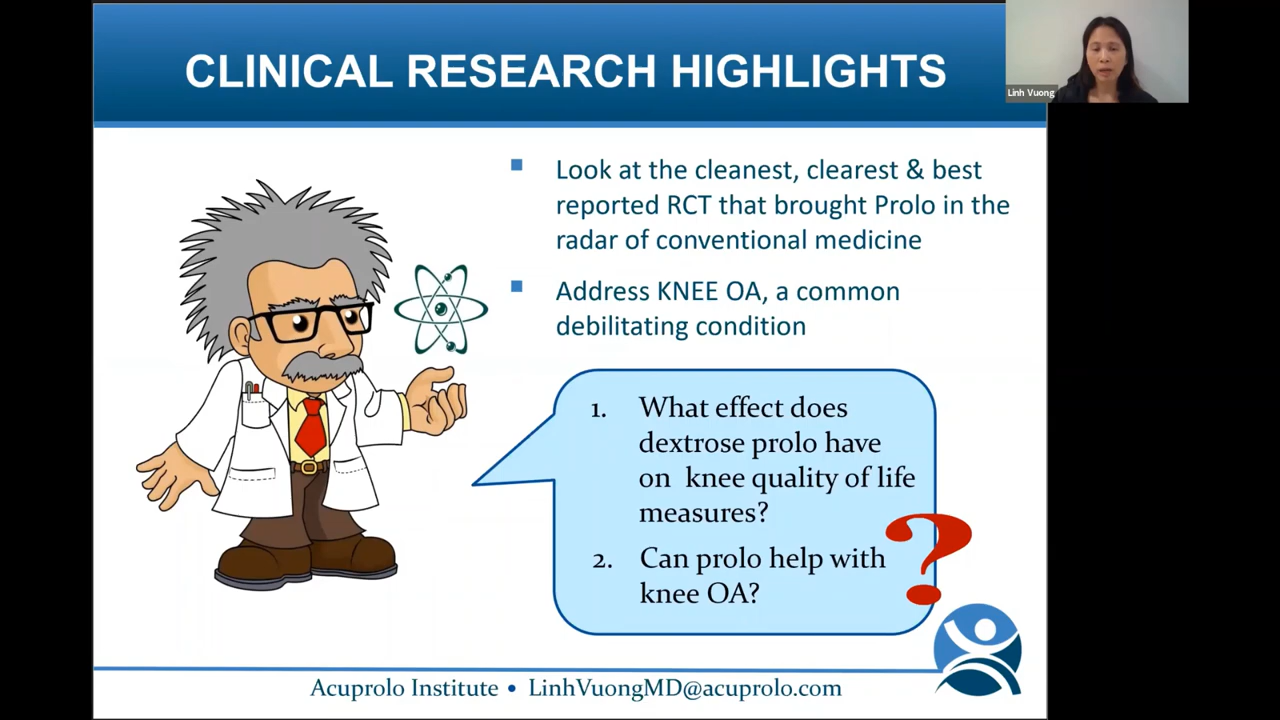 CLINICAL RESEARCH HIGHLIGHTS
Linh Vuong
Look at the cleanest, clearest & best
reported RCT that brought Prolo in the
radar of conventional medicine
Address KNEE OA, a common
debilitating condition
1. What effect does
dextrose prolo have
on knee quality of life
measures?
2. Can prolo help with
knee OA?
?
Acuprolo Institute • LinhVuongMD@acuprolo.com